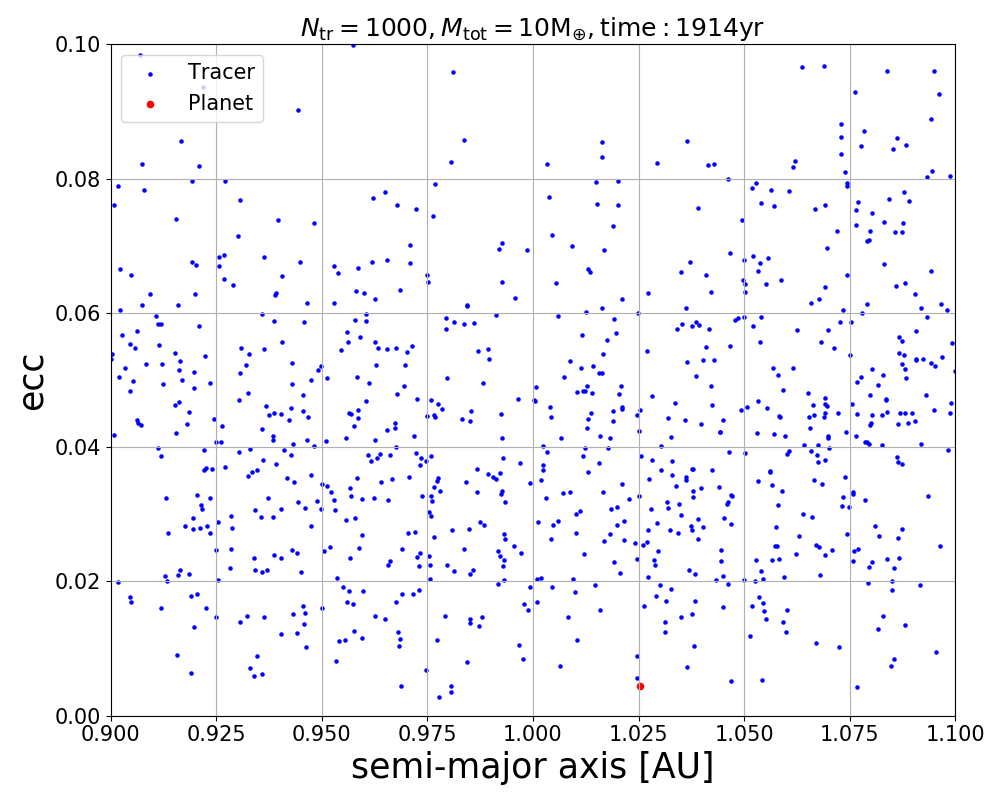 N_tr = 1000, M_tot = 10M_⊕, time : 1914yr
Tracer
Planet
ecc
0.10
0.08
0.06
0.04
0.02
0.00
0.900 0.925 0.950 0.975 1.000 1.025 1.050 1.075 1.100
semi-major axis [AU]